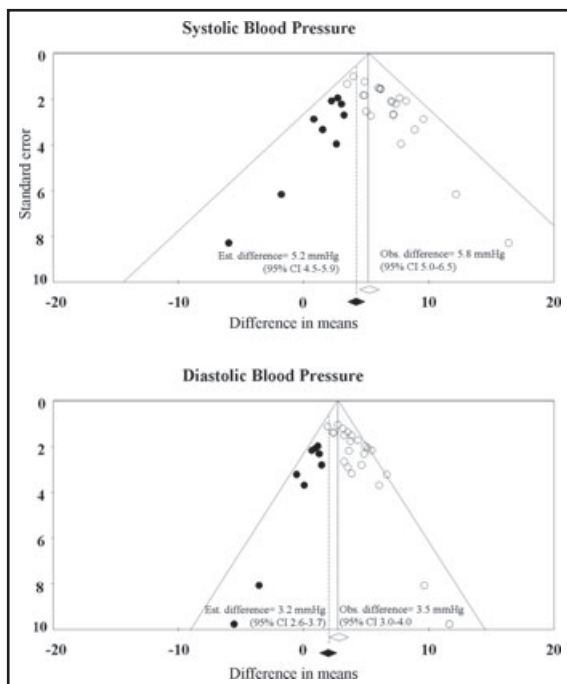 Systolic Blood Pressure
0
2
4
6
8
10
Standard error
Est. difference= 5.2 mmHg
(95% CI 4.5-5.9)
Obs. difference= 5.8 mmHg
(95% CI 5.0-6.5)
-20
-10
0
10
20
Difference in means
Diastolic Blood Pressure
0
2
4
6
8
10
Est. difference= 3.2 mmHg
(95% CI 2.6-3.7)
Obs. difference= 3.5 mmHg
(95% CI 3.0-4.0
-20
-10
0
10
20
Difference in means